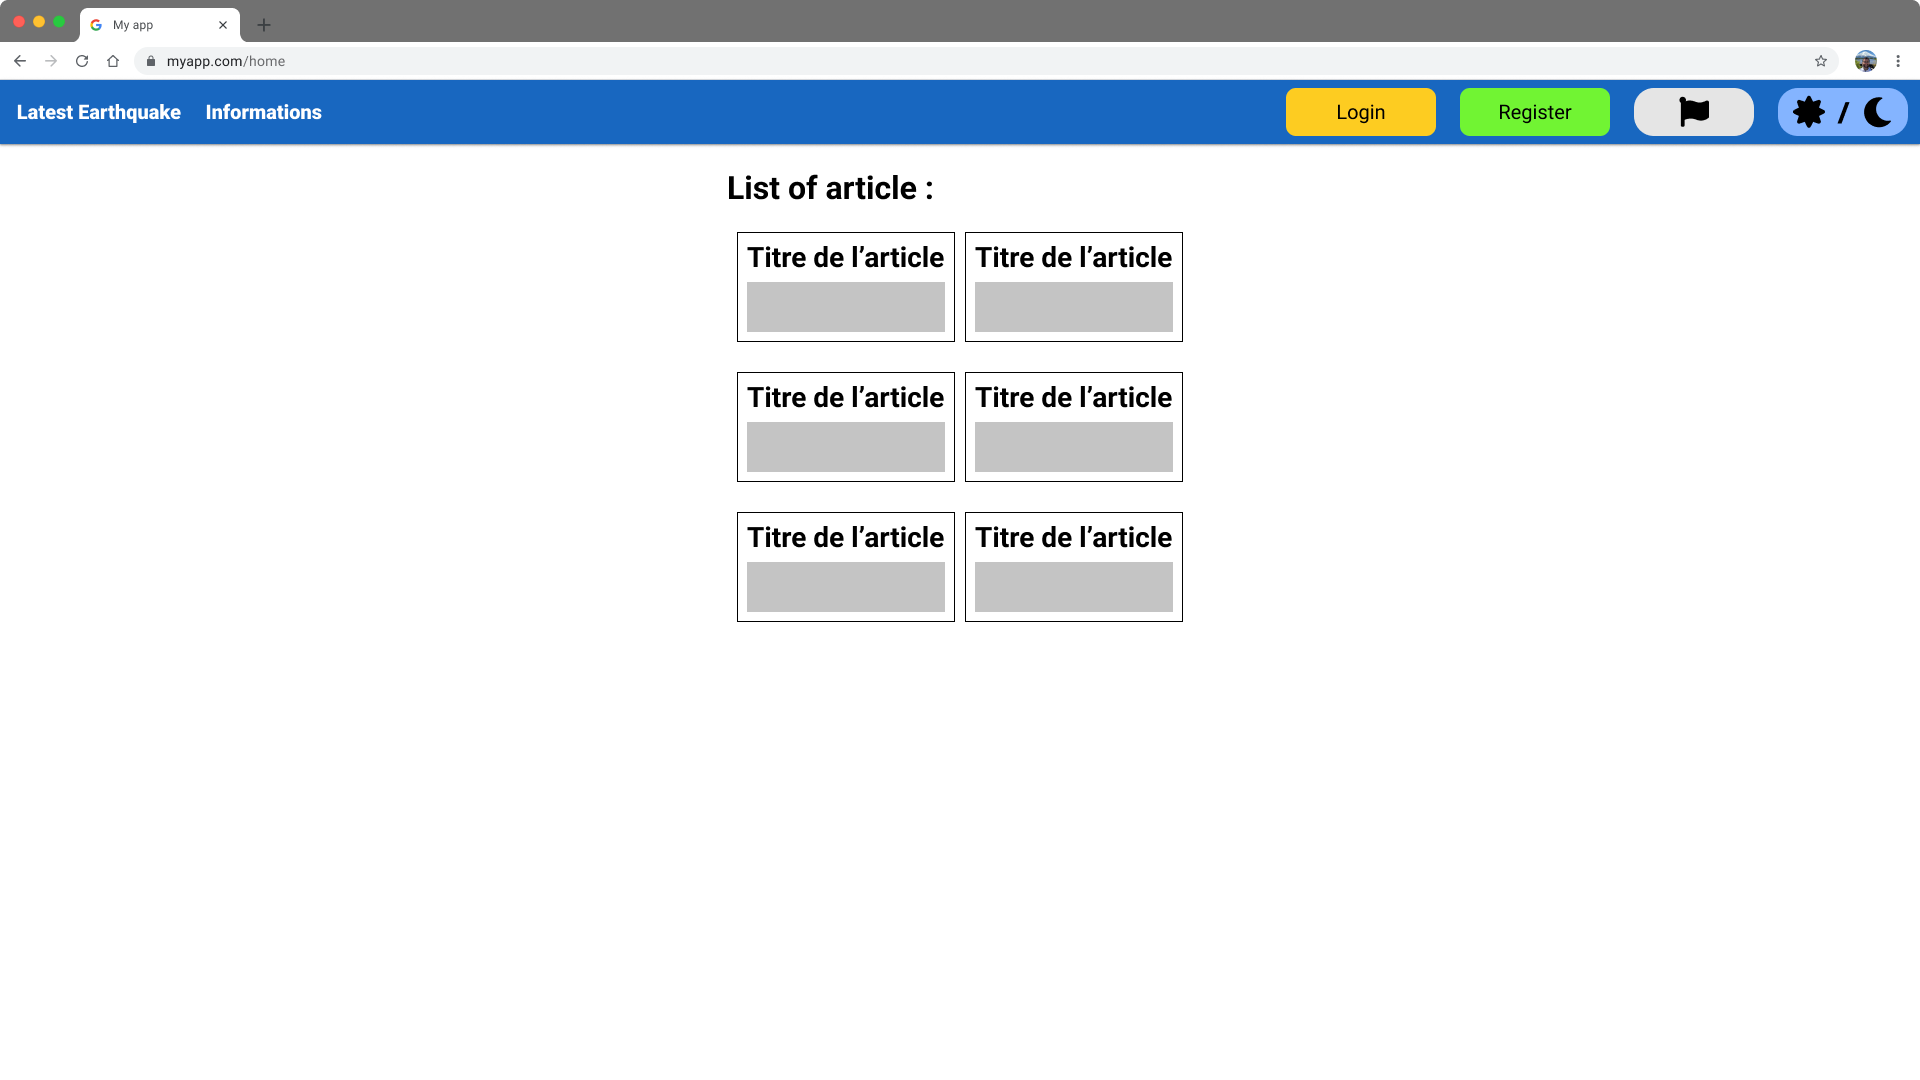 My app
myapp.com/home
Latest Earthquake Informations Login Register /
List of article :
Titre de l’article Titre de l’article
Titre de l’article Titre de l’article
Titre de l’article Titre de l’article